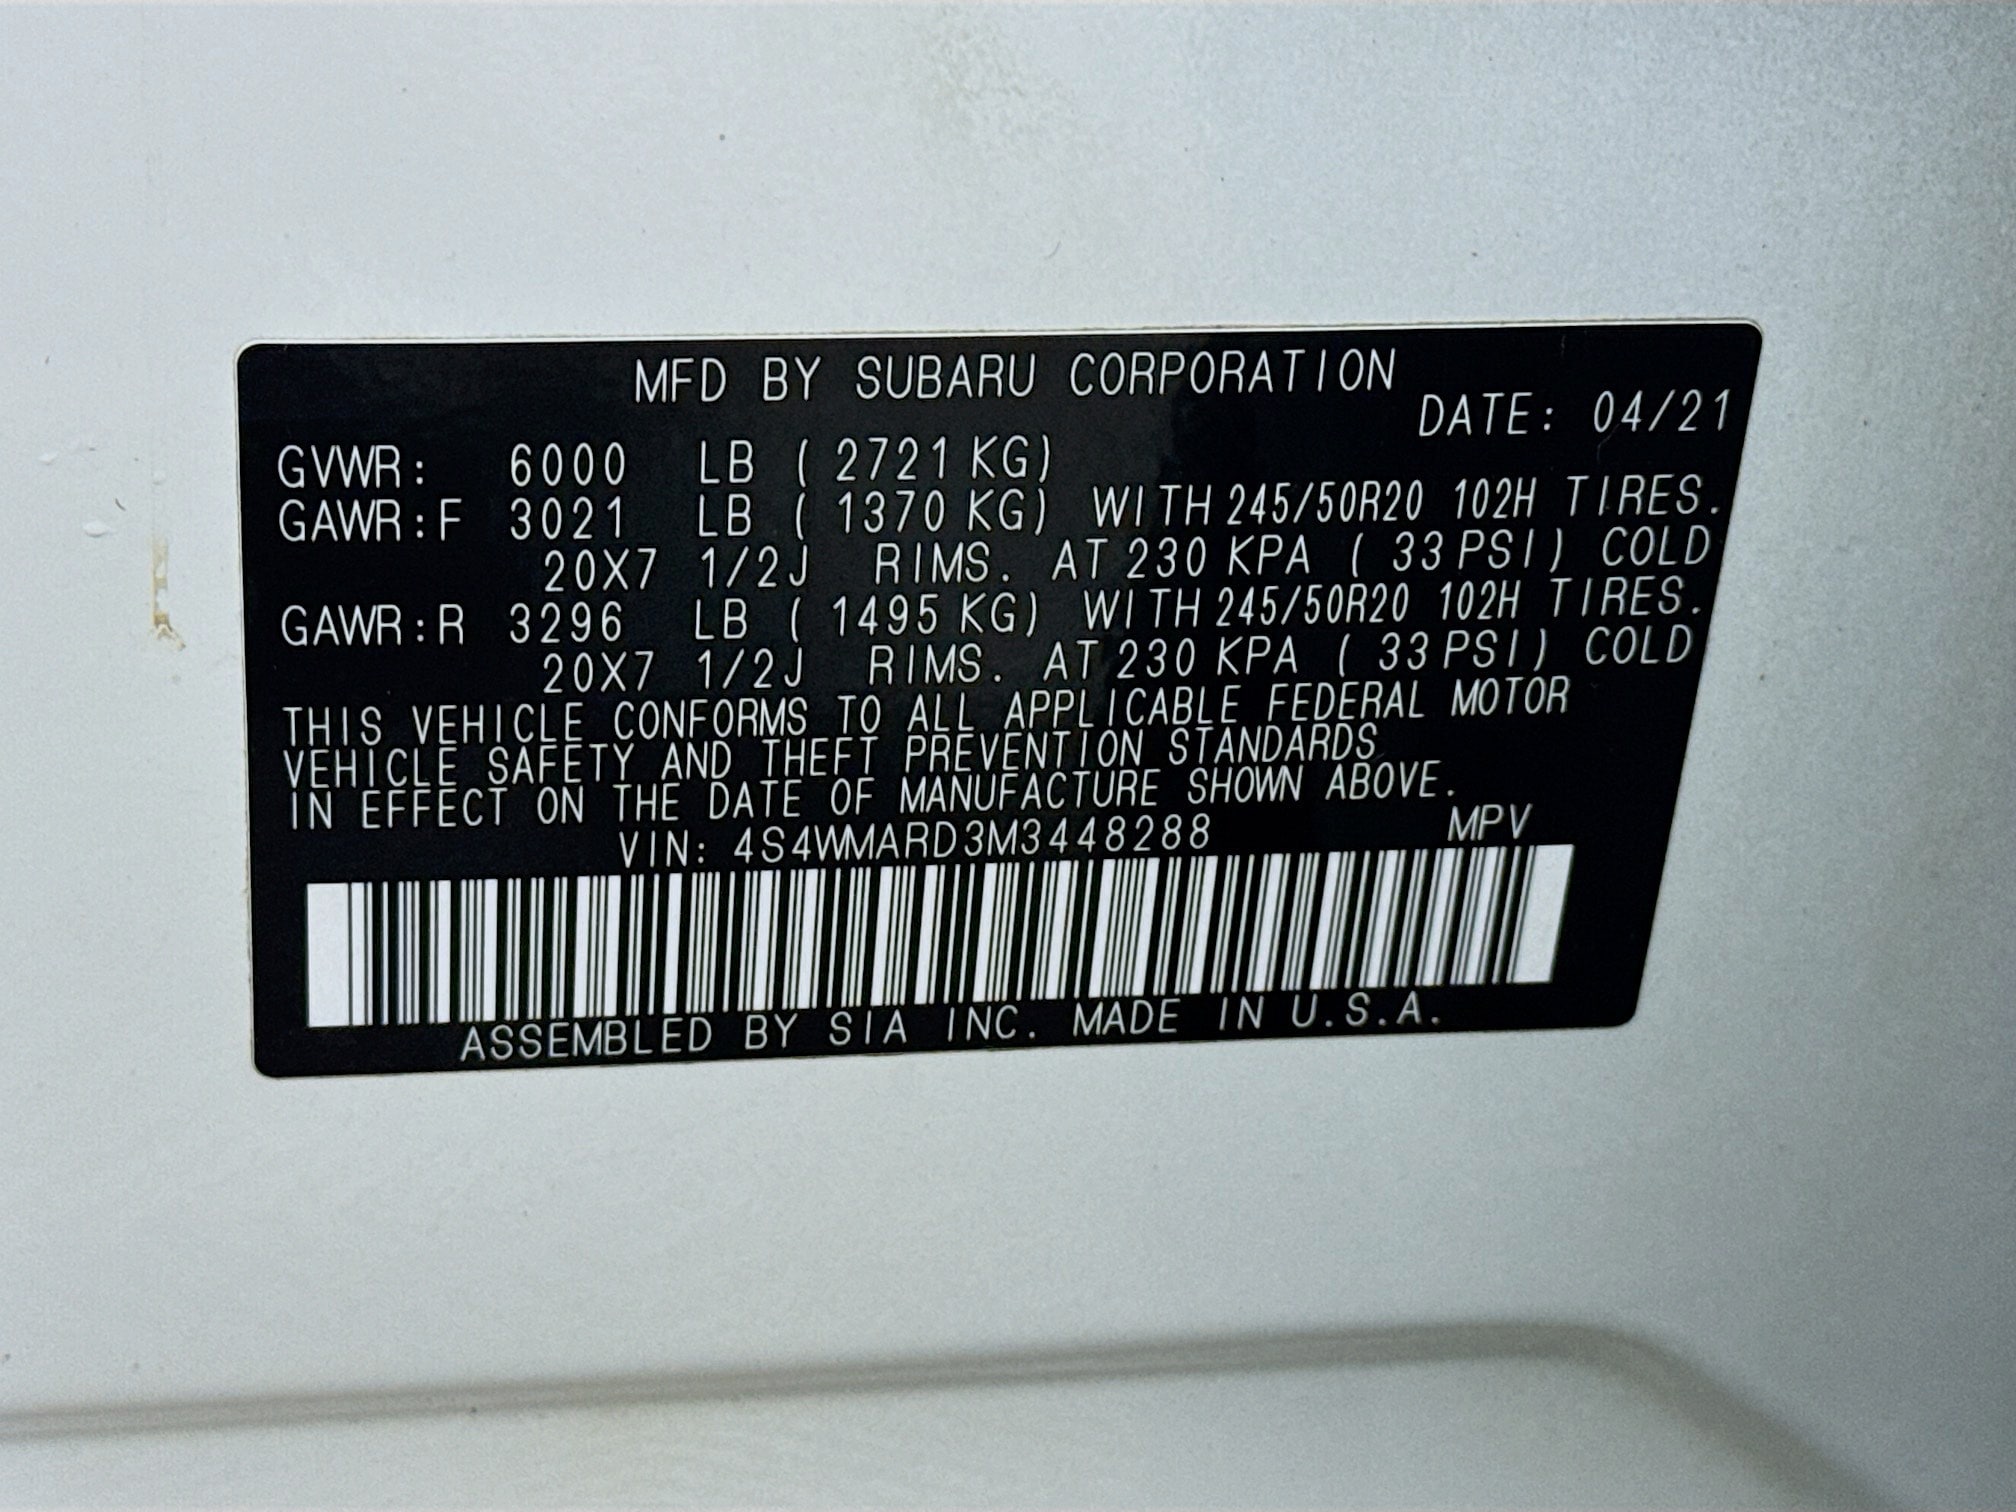 MFD BY SUBARU CORPORATION
DATE: 04/21
GVWR: 6000 LB ( 2721 KG)
GAWR:F 3021 LB ( 1370 KG) WITH 245/50R20 102H TIRES.
20X7 1/2J RIMS. AT 230 KPA ( 33 PSI) COLD
GAWR:R 3296 LB ( 1495 KG) WITH 245/50R20 102H TIRES.
20X7 1/2J RIMS. AT 230 KPA ( 33 PSI) COLD
THIS VEHICLE CONFORMS TO ALL APPLICABLE FEDERAL MOTOR
VEHICLE SAFETY AND THEFT PREVENTION STANDARDS
IN EFFECT ON THE DATE OF MANUFACTURE SHOWN ABOVE.
VIN: 4S4WMARD3M3448288 MPV
ASSEMBLED BY SIA INC. MADE IN U.S.A.